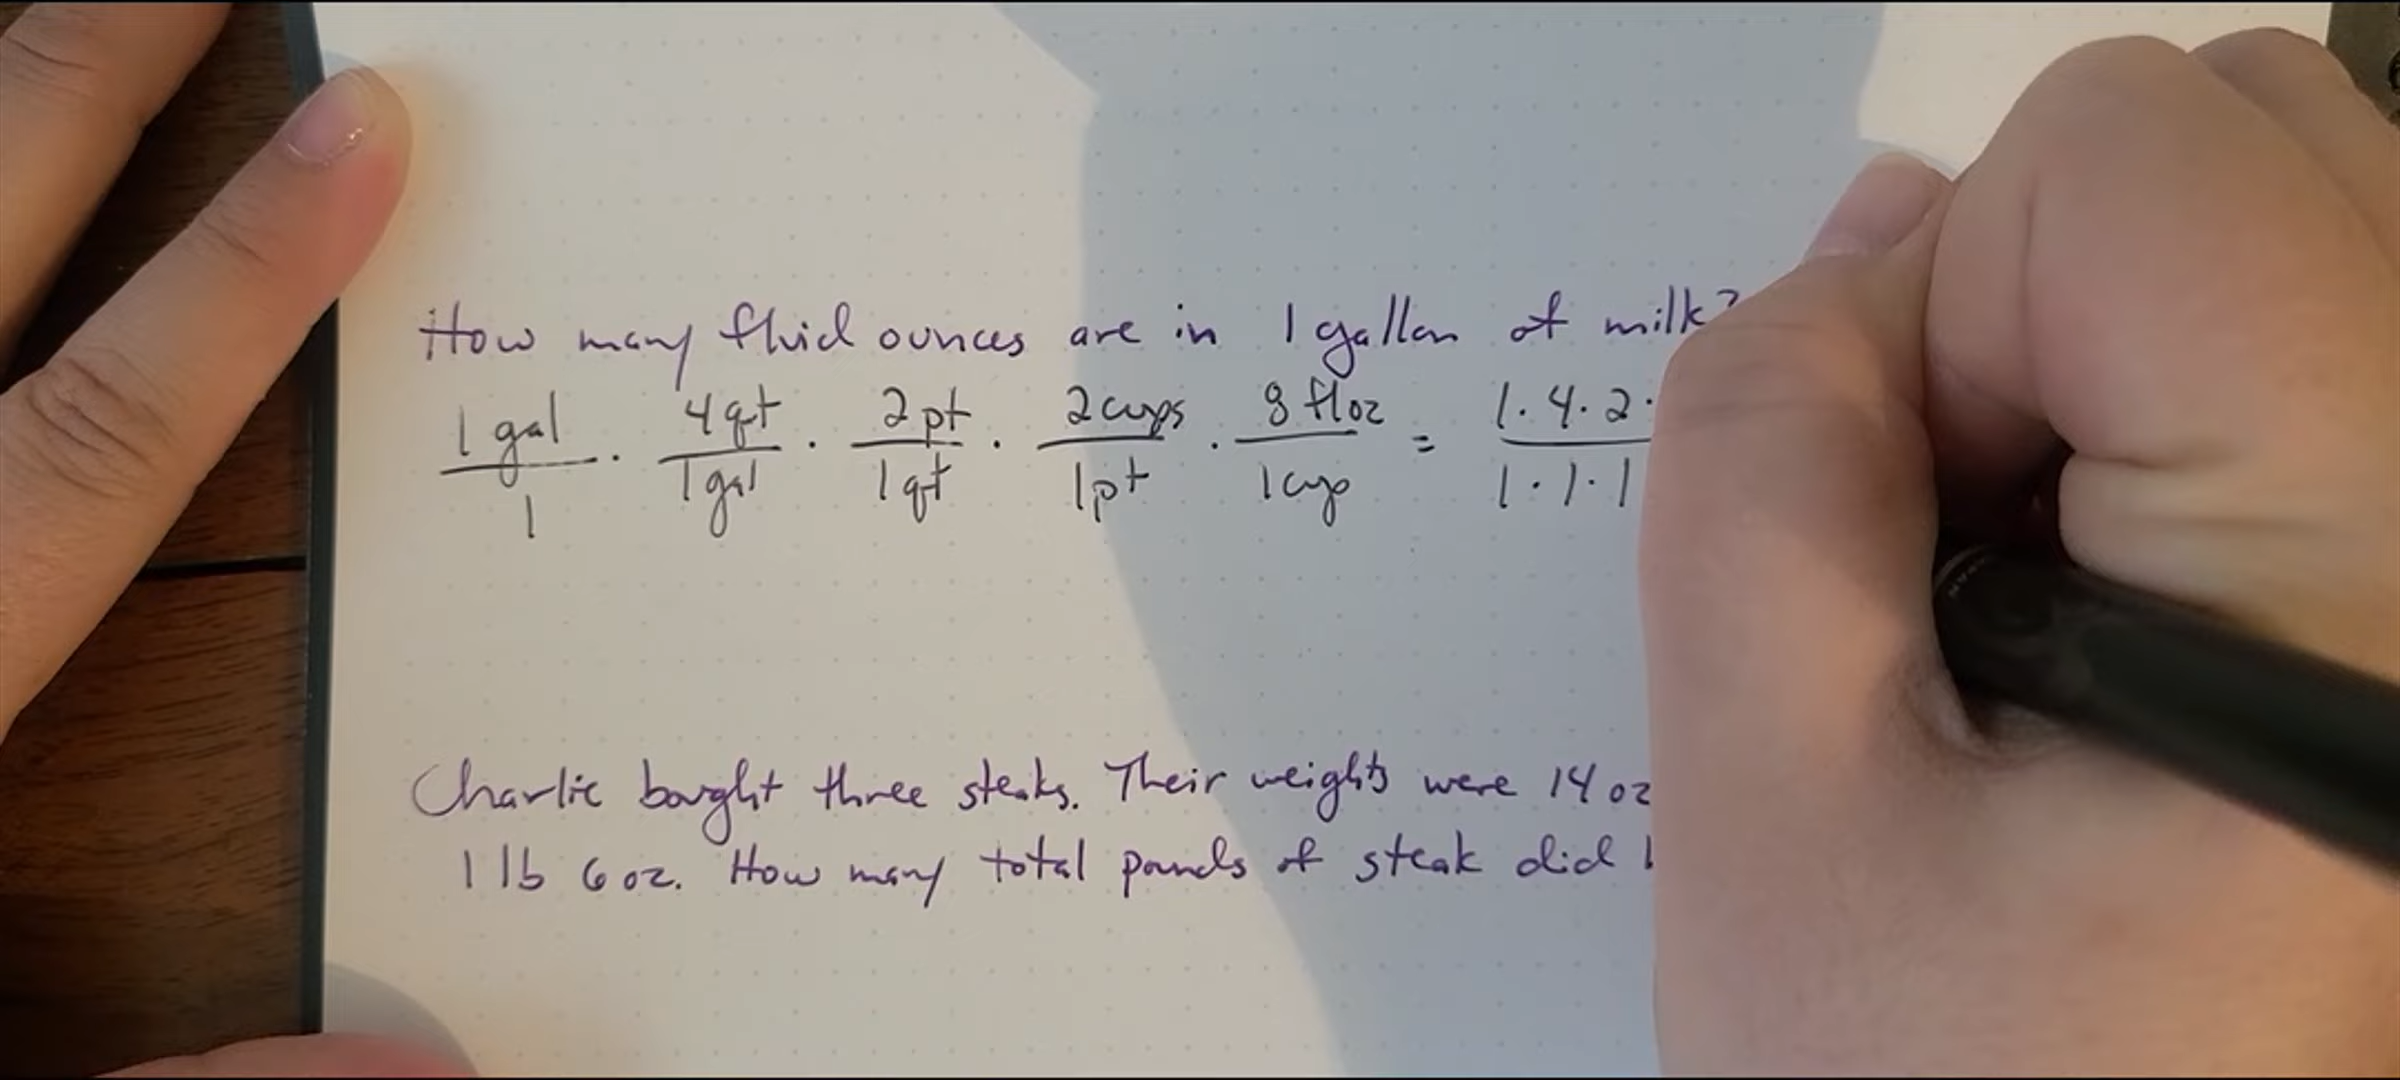 How many fluid ounces are in 1 gallon of milk?
1 gal/1 · 4 qt/1 gal · 2 pt/1 qt · 2 cups/1 pt · 8 fl oz/1 cup = 1·4·2·/1·1·1
Charlie bought three steaks. Their weights were 14 oz
1 lb 6 oz. How many total pounds of steak did